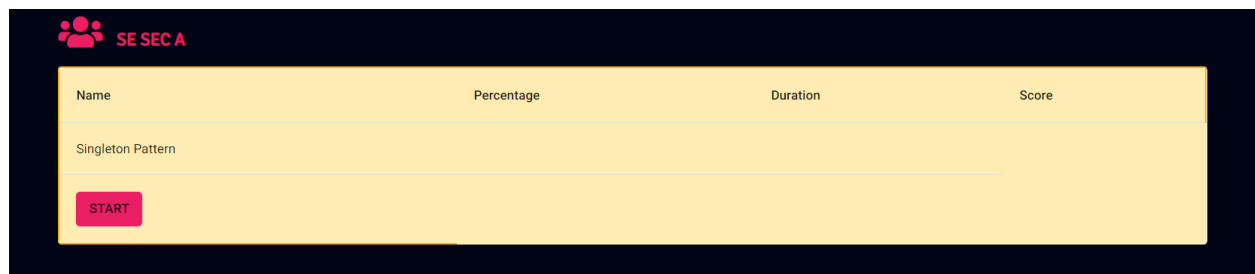 SE SEC A
Name Percentage Duration Score
Singleton Pattern
START